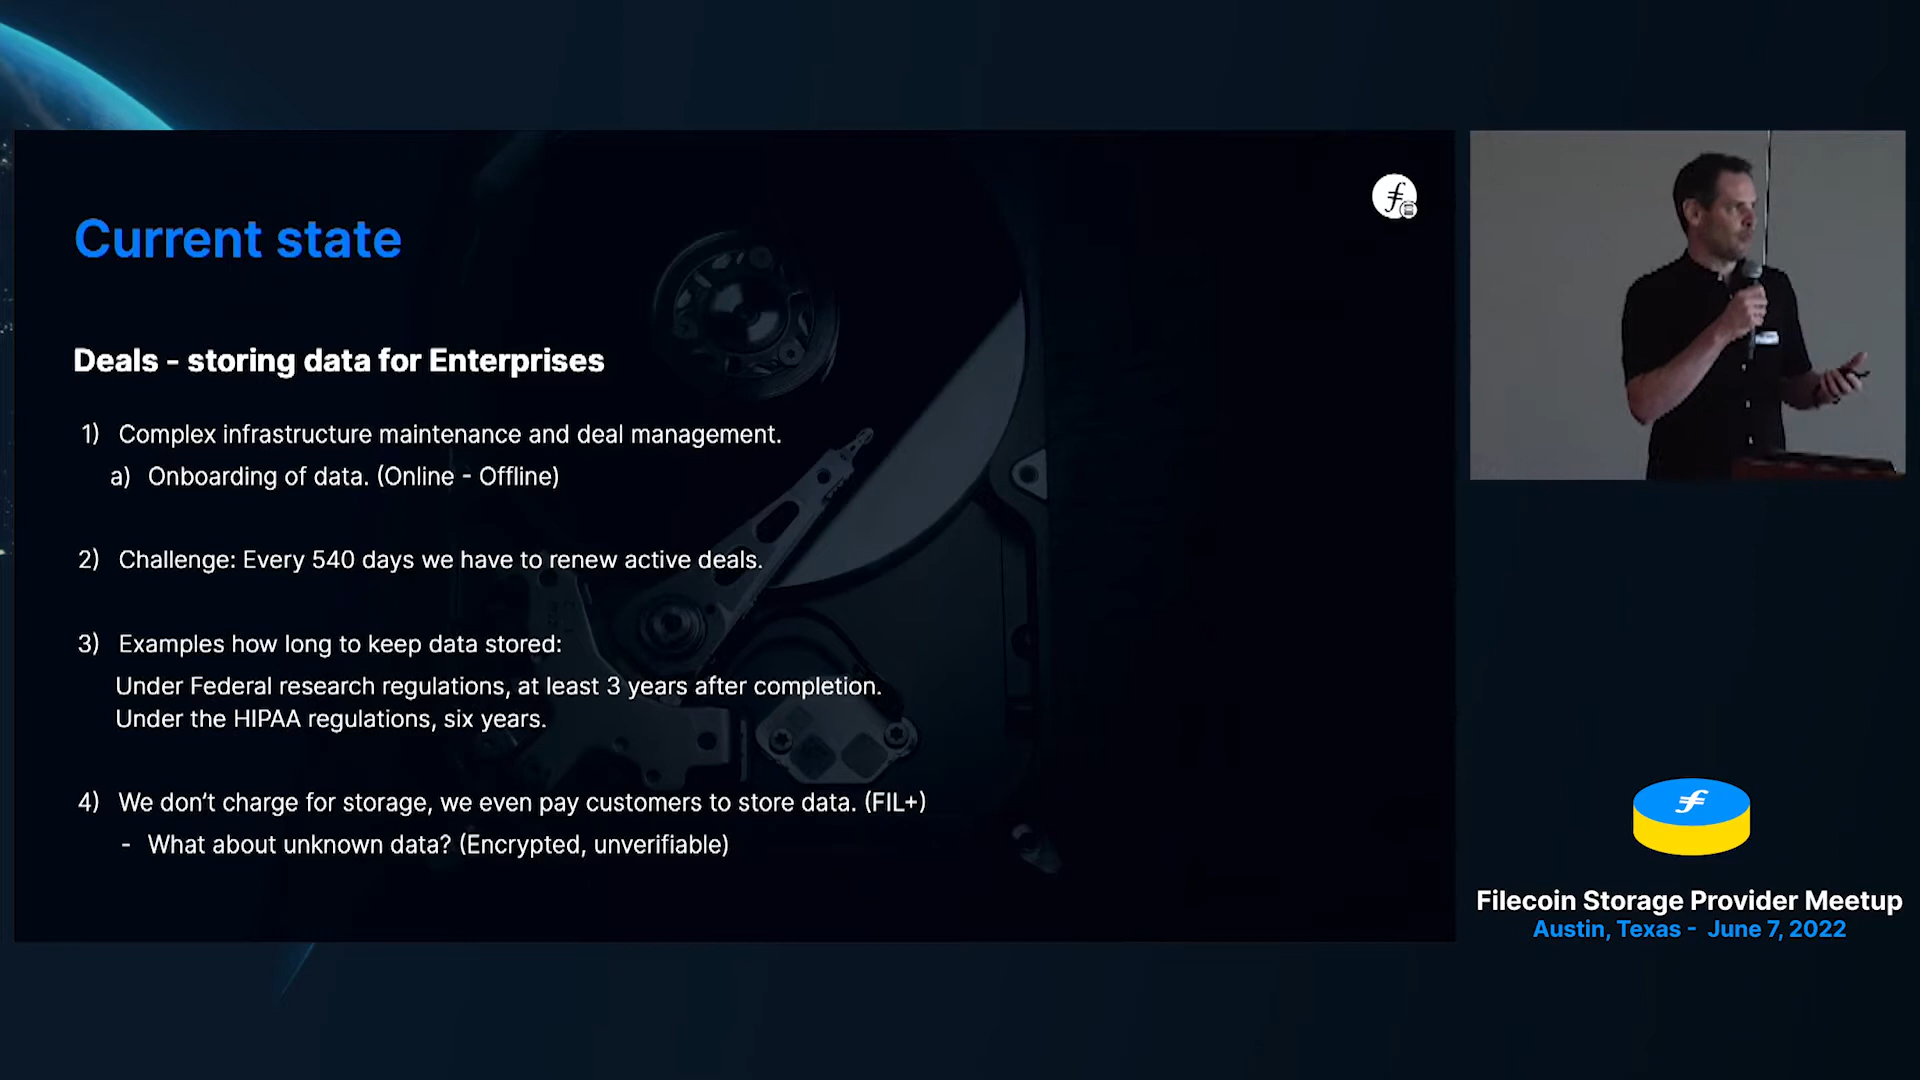 Current state
Deals - storing data for Enterprises
1) Complex infrastructure maintenance and deal management.
a) Onboarding of data. (Online - Offline)
2) Challenge: Every 540 days we have to renew active deals.
3) Examples how long to keep data stored:
Under Federal research regulations, at least 3 years after completion.
Under the HIPAA regulations, six years.
4) We don’t charge for storage, we even pay customers to store data. (FIL+)
- What about unknown data? (Encrypted, unverifiable)
Filecoin Storage Provider Meetup
Austin, Texas - June 7, 2022